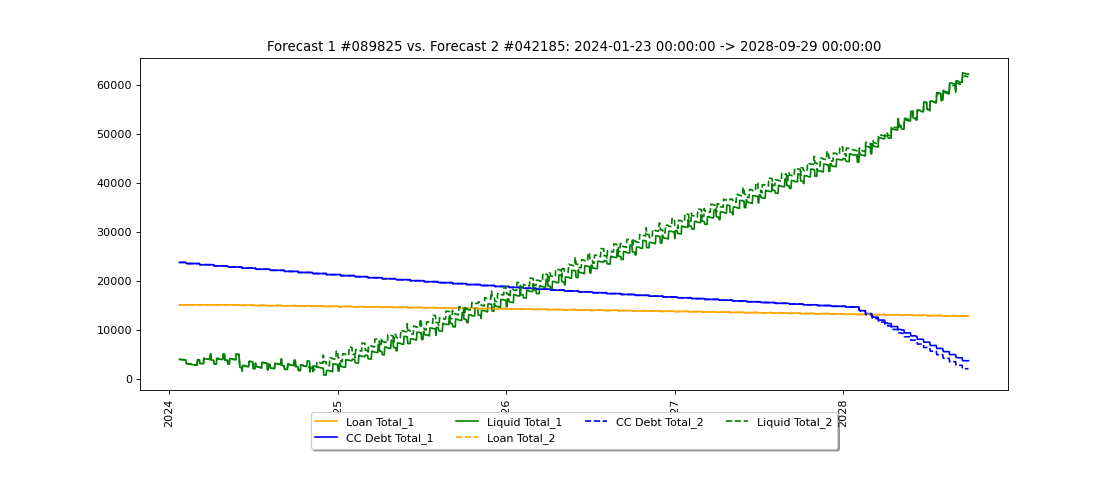 Forecast 1 #089825 vs. Forecast 2 #042185: 2024-01-23 00:00:00 -> 2028-09-29 00:00:00
60000
50000
40000
30000
20000
10000
0
2024
25
26
27
2028
Loan Total_1
CC Debt Total_1
Liquid Total_1
Loan Total_2
CC Debt Total_2
Liquid Total_2